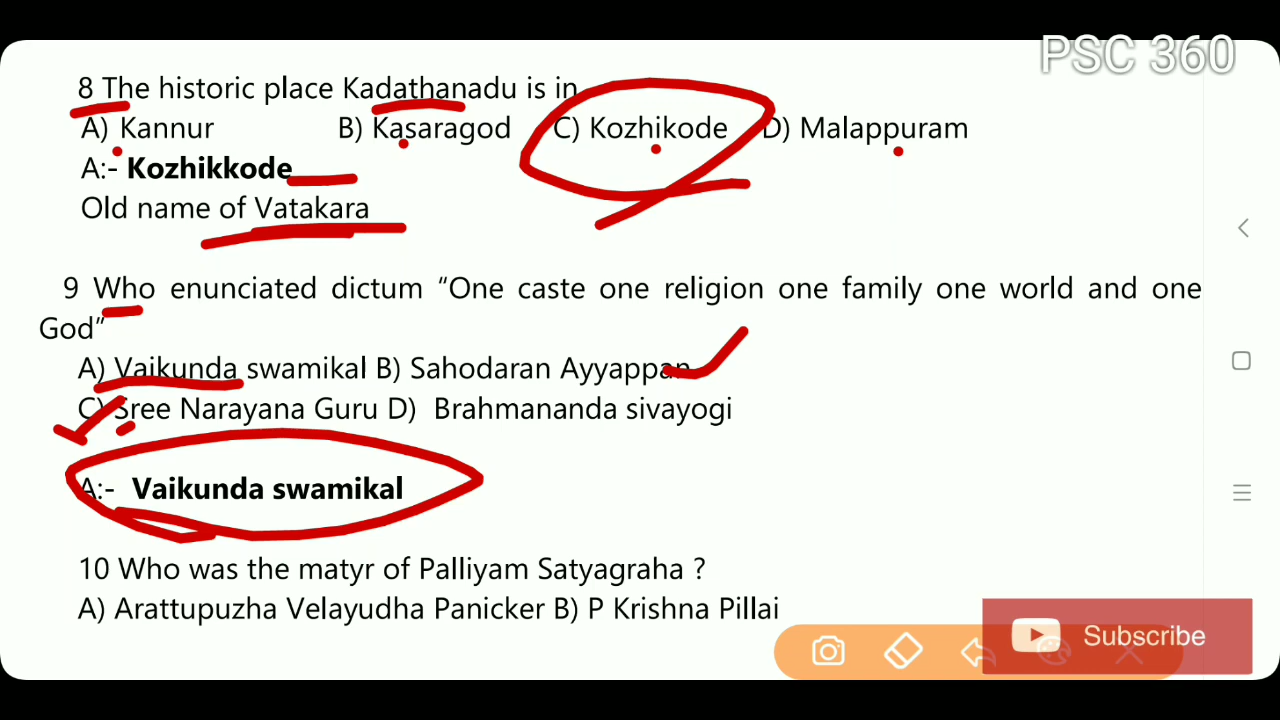 PSC 360
8 The historic place Kadathanadu is in
A) Kannur B) Kasaragod C) Kozhikode D) Malappuram
A:- Kozhikkode
Old name of Vatakara
9 Who enunciated dictum “One caste one religion one family one world and one
God”
A) Vaikunda swamikal B) Sahodaran Ayyappan
C) Sree Narayana Guru D) Brahmananda sivayogi
A:- Vaikunda swamikal
10 Who was the matyr of Palliyam Satyagraha ?
A) Arattupuzha Velayudha Panicker B) P Krishna Pillai
Subscribe